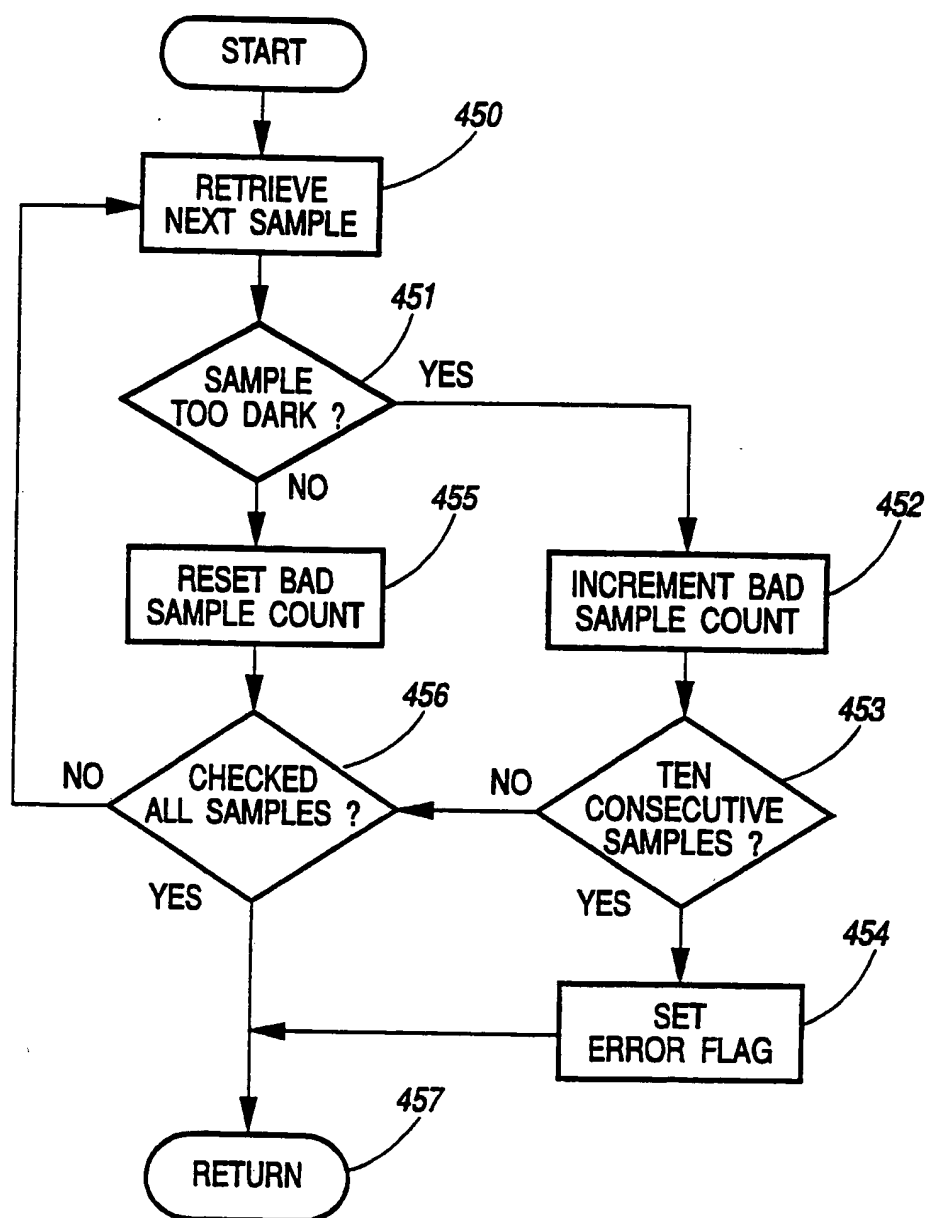 START
450
RETRIEVE
NEXT SAMPLE
451
SAMPLE
TOO DARK ?
YES
NO
455
RESET BAD
SAMPLE COUNT
452
INCREMENT BAD
SAMPLE COUNT
456
CHECKED
ALL SAMPLES ?
NO
YES
453
TEN
CONSECUTIVE
SAMPLES ?
NO
YES
454
SET
ERROR FLAG
457
RETURN